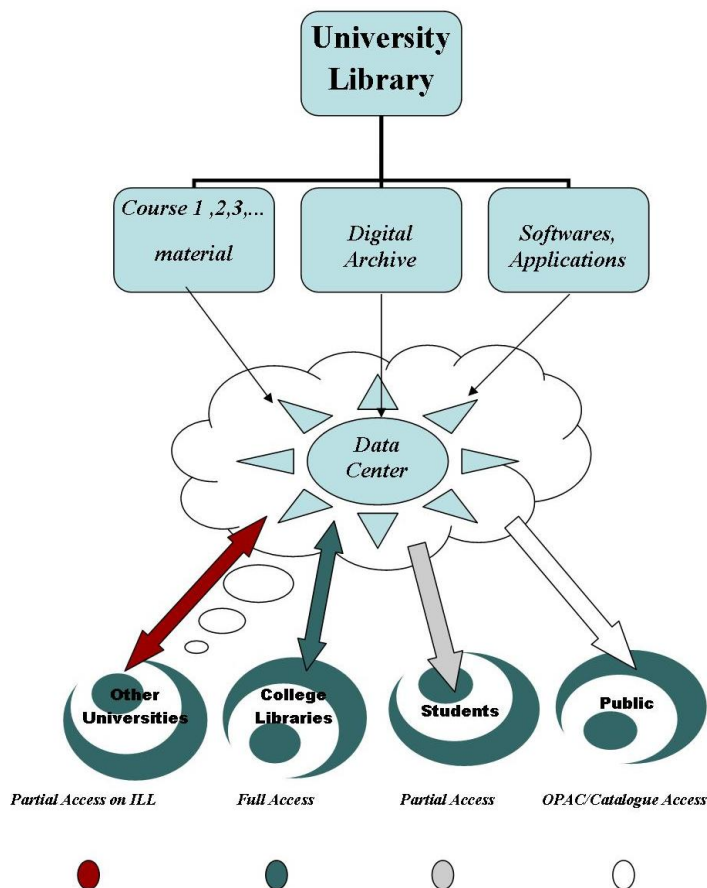 University
Library
Course 1 ,2,3,...
material
Digital
Archive
Softwares,
Applications
Data
Center
Other
Universities
College
Libraries
Students
Public
Partial Access on ILL
Full Access
Partial Access
OPAC/Catalogue Access